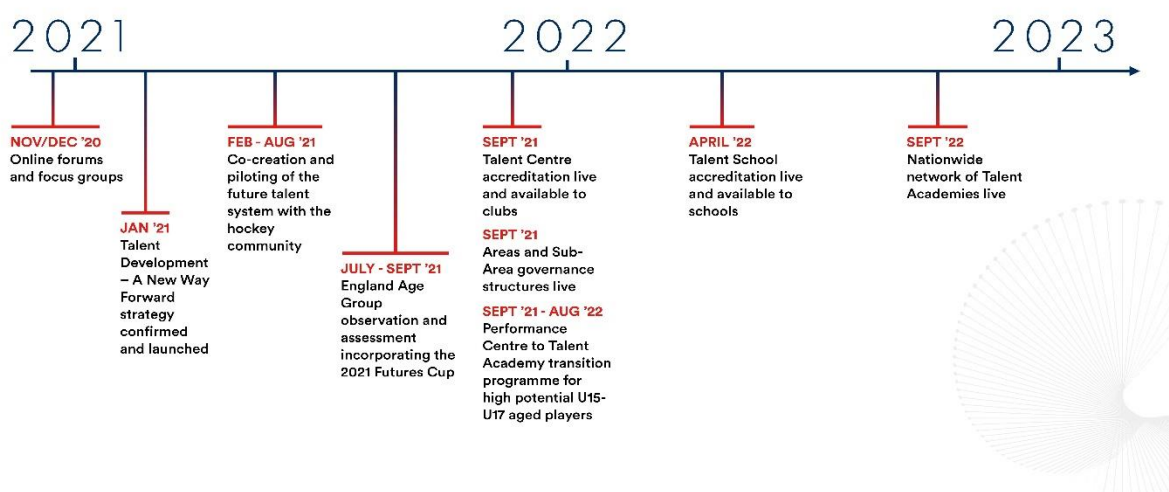 2021
2022
2023
NOV/DEC '20
Online forums
and focus groups
JAN '21
Talent
Development
– A New Way
Forward
strategy
confirmed
and launched
FEB - AUG '21
Co-creation and
piloting of the
future talent
system with the
hockey
community
JULY - SEPT '21
England Age
Group
observation and
assessment
incorporating the
2021 Futures Cup
SEPT '21
Talent Centre
accreditation live
and available to
clubs
SEPT '21
Areas and Sub-
Area governance
structures live
SEPT '21 - AUG '22
Performance
Centre to Talent
Academy transition
programme for
high potential U15-
U17 aged players
APRIL '22
Talent School
accreditation live
and available to
schools
SEPT '22
Nationwide
network of Talent
Academies live